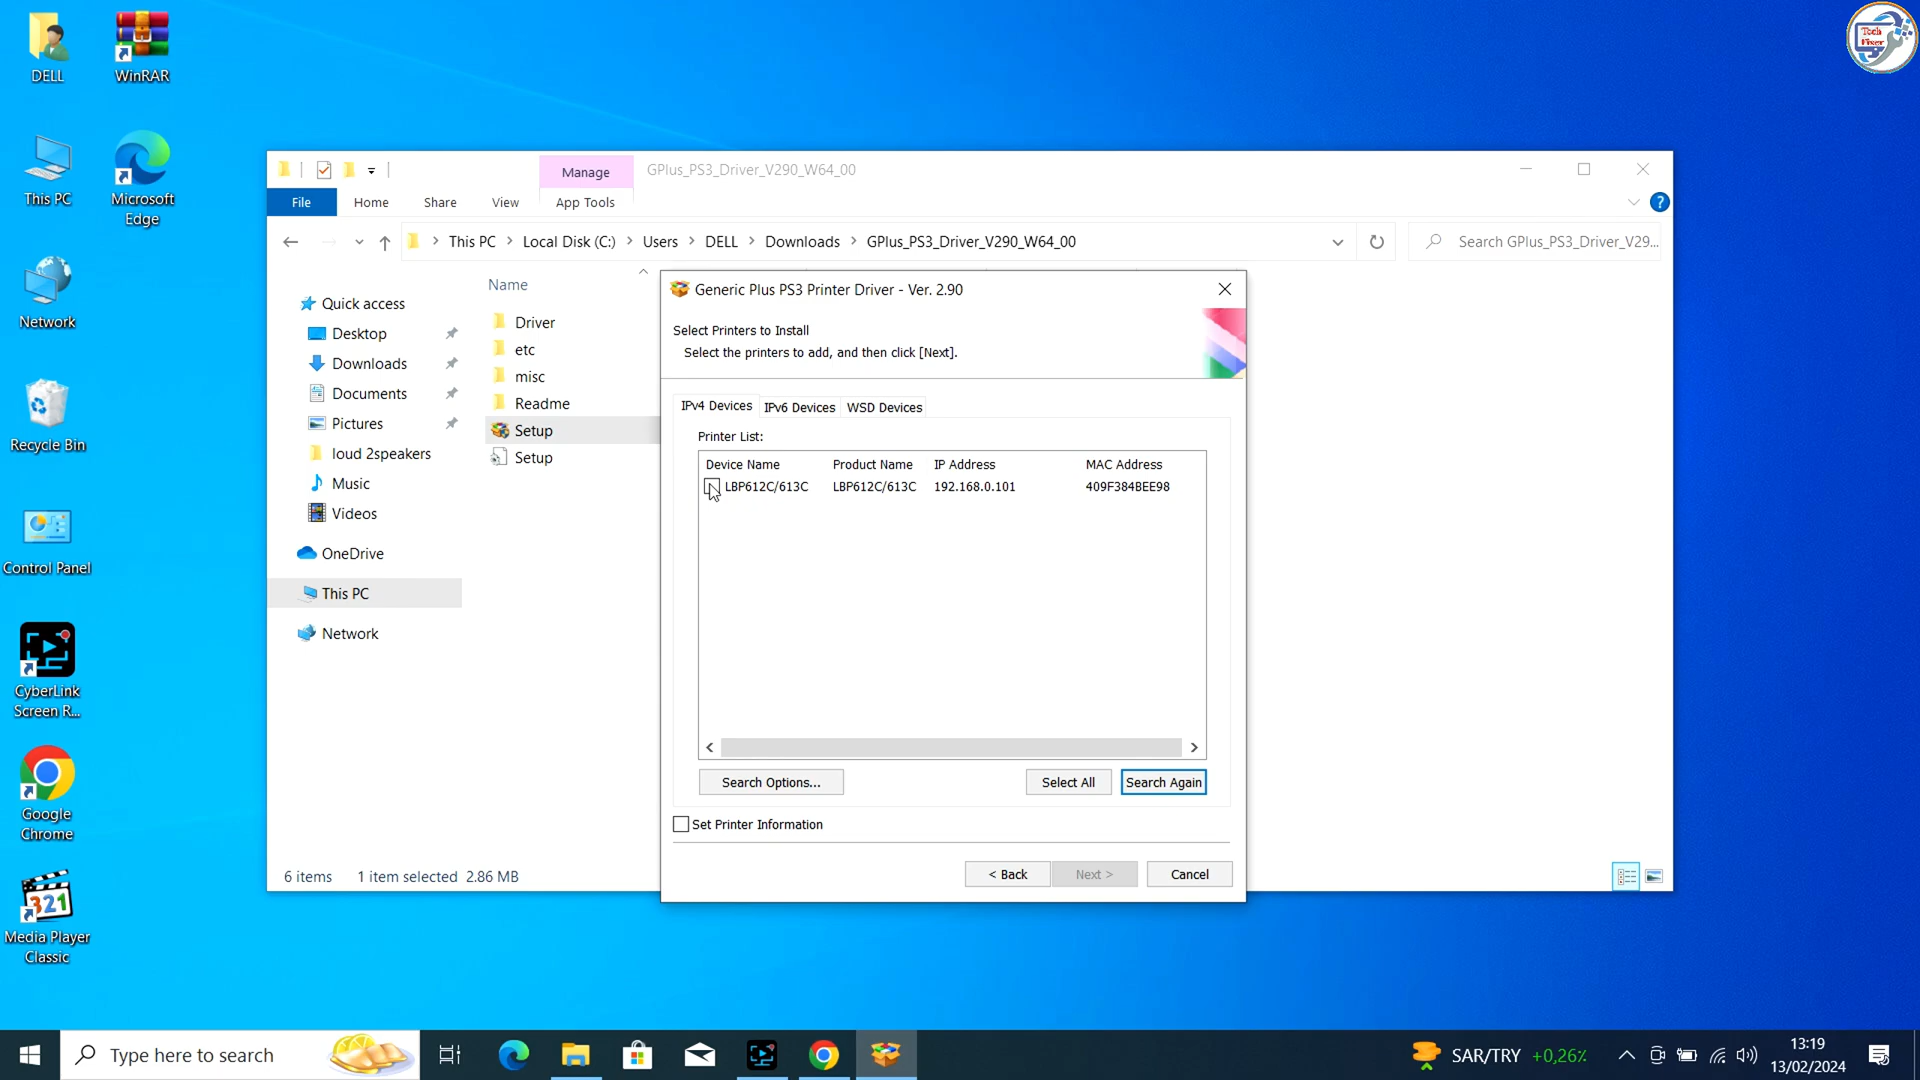 DELL
WinRAR
This PC
Microsoft
Edge
Network
Recycle Bin
Control Panel
CyberLink
Screen R...
Google
Chrome
321
Media Player
Classic
Tech
Fixer
Manage
GPlus_PS3_Driver_V290_W64_00
File
Home
Share
View
App Tools
This PC
Local Disk (C:)
Users
DELL
Downloads
GPlus_PS3_Driver_V290_W64_00
Search GPlus_PS3_Driver_V29...
Quick access
Desktop
Downloads
Documents
Pictures
loud 2speakers
Music
Videos
OneDrive
This PC
Network
Name
Driver
etc
misc
Readme
Setup
Setup
6 items
1 item selected 2.86 MB
Generic Plus PS3 Printer Driver - Ver. 2.90
Select Printers to Install
Select the printers to add, and then click [Next].
IPv4 Devices
IPv6 Devices
WSD Devices
Printer List:
Device Name Product Name IP Address MAC Address
LBP612C/613C LBP612C/613C 192.168.0.101 409F384BEE98
Search Options...
Select All
Search Again
Set Printer Information
< Back
Next >
Cancel
Type here to search
SAR/TRY +0,26%
13:19
13/02/2024